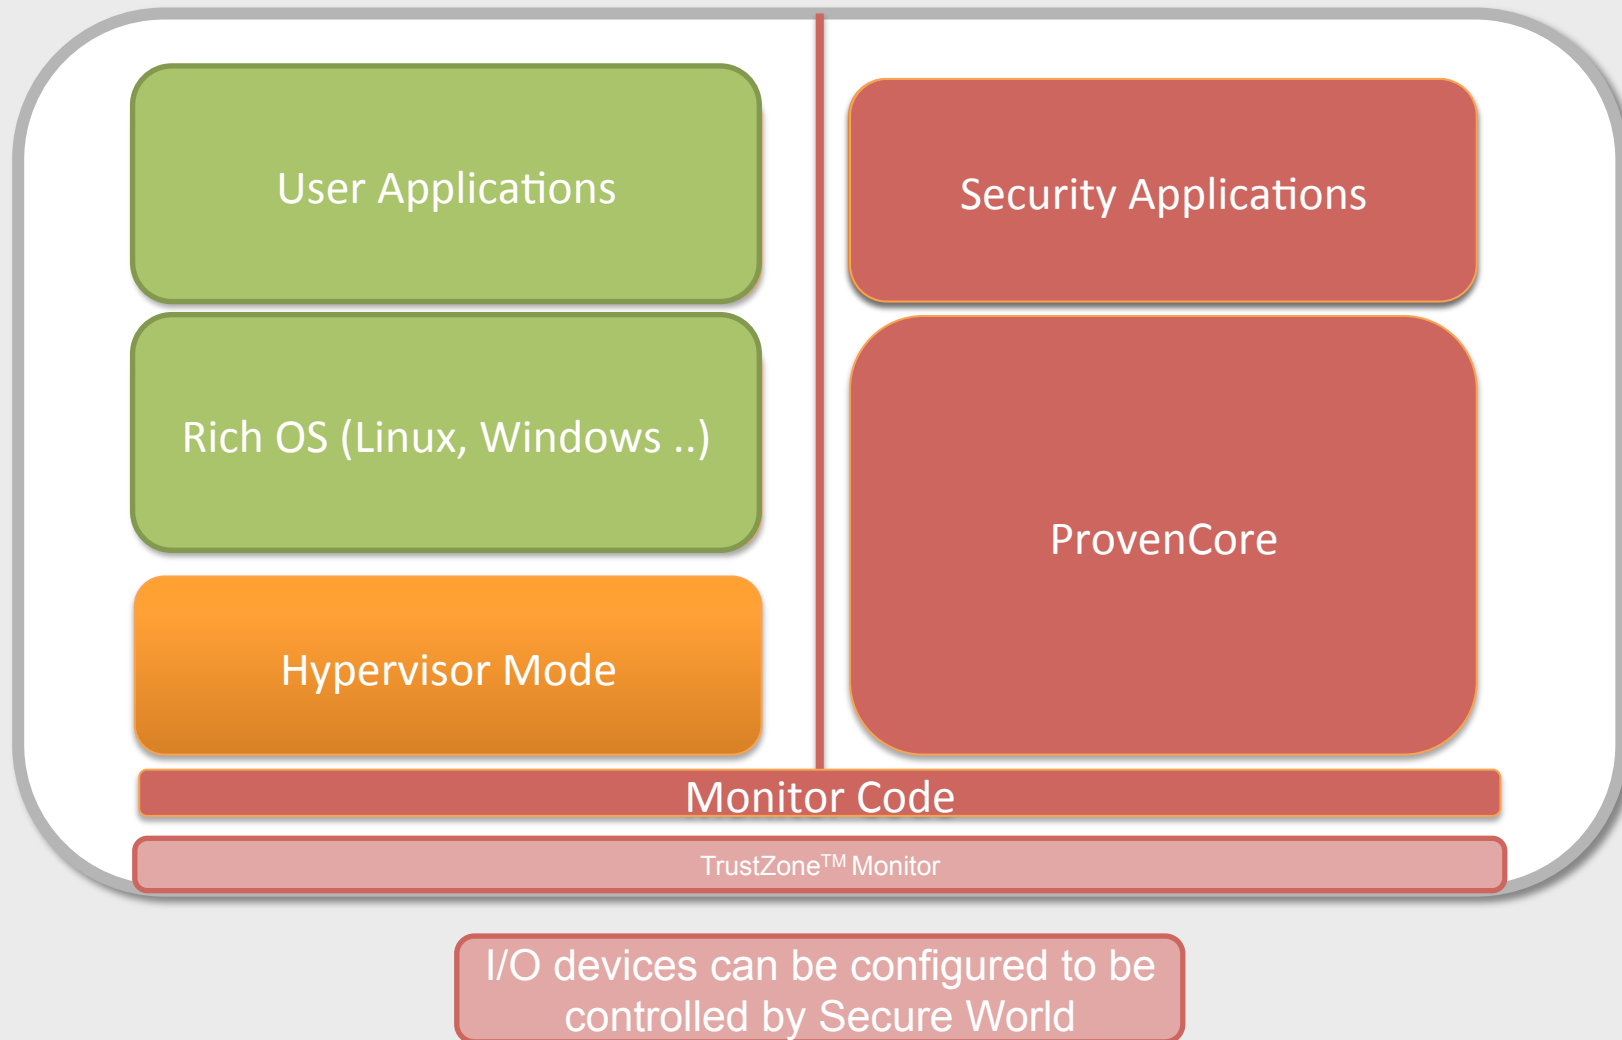 User Applications
Security Applications
Rich OS (Linux, Windows ..)
ProvenCore
Hypervisor Mode
Monitor Code
TrustZone™ Monitor
I/O devices can be configured to be
controlled by Secure World